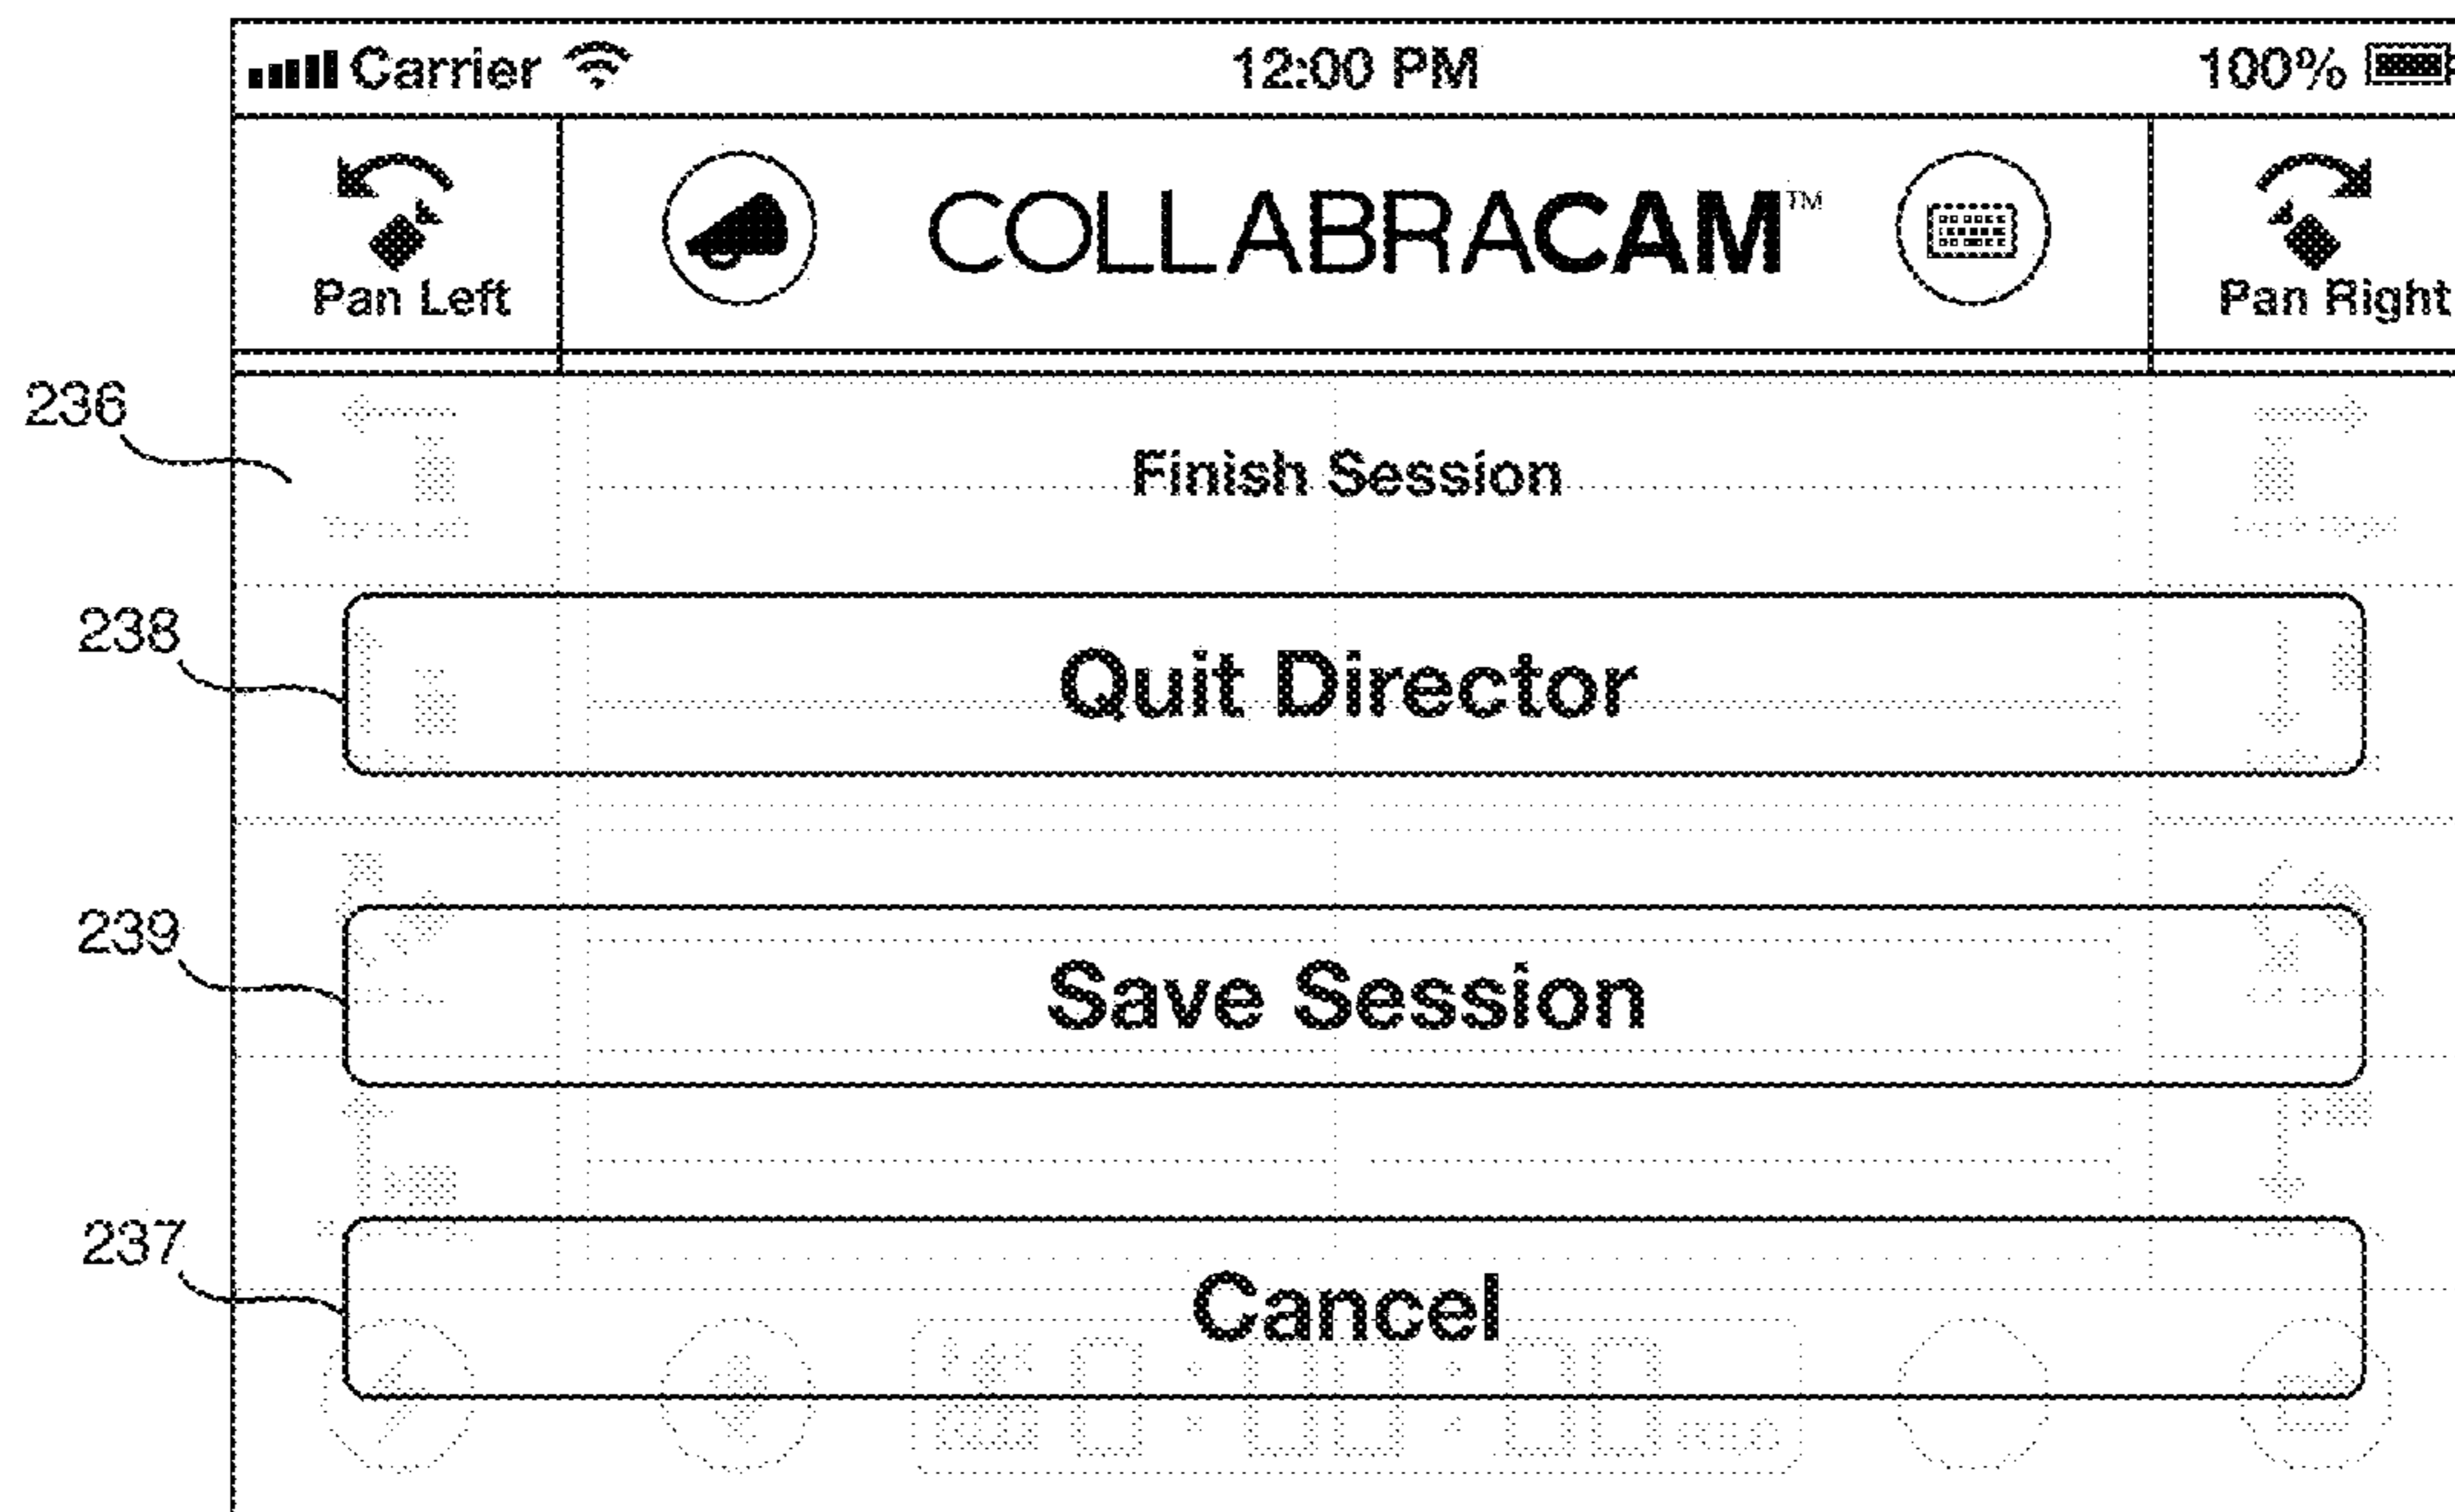 Carrier 12:00 PM 100%
COLLABRACAM™
Pan Left Pan Right
236
Finish Session
238
Quit Director
239
Save Session
237
Cancel